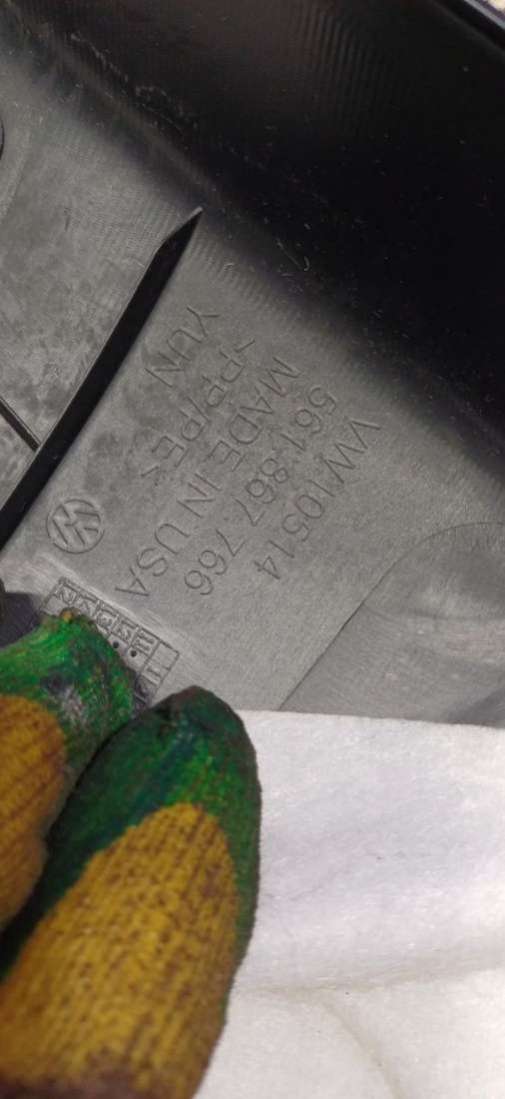 VW10514
561.867.766
MADE IN USA
>PP/PE<
YUN